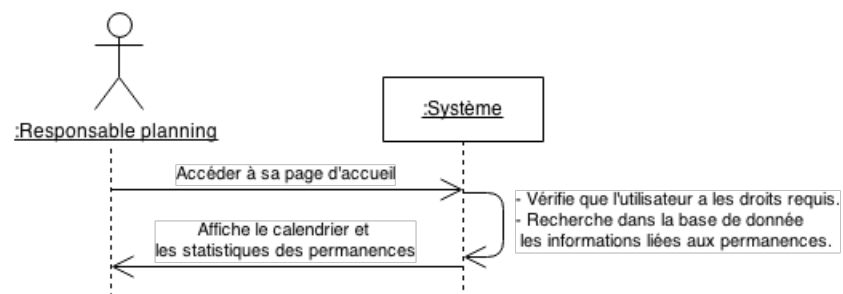 :Système
:Responsable planning
Accéder à sa page d'accueil
- Vérifie que l'utilisateur a les droits requis.
- Recherche dans la base de donnée
les informations liées aux permanences.
Affiche le calendrier et
les statistiques des permanences